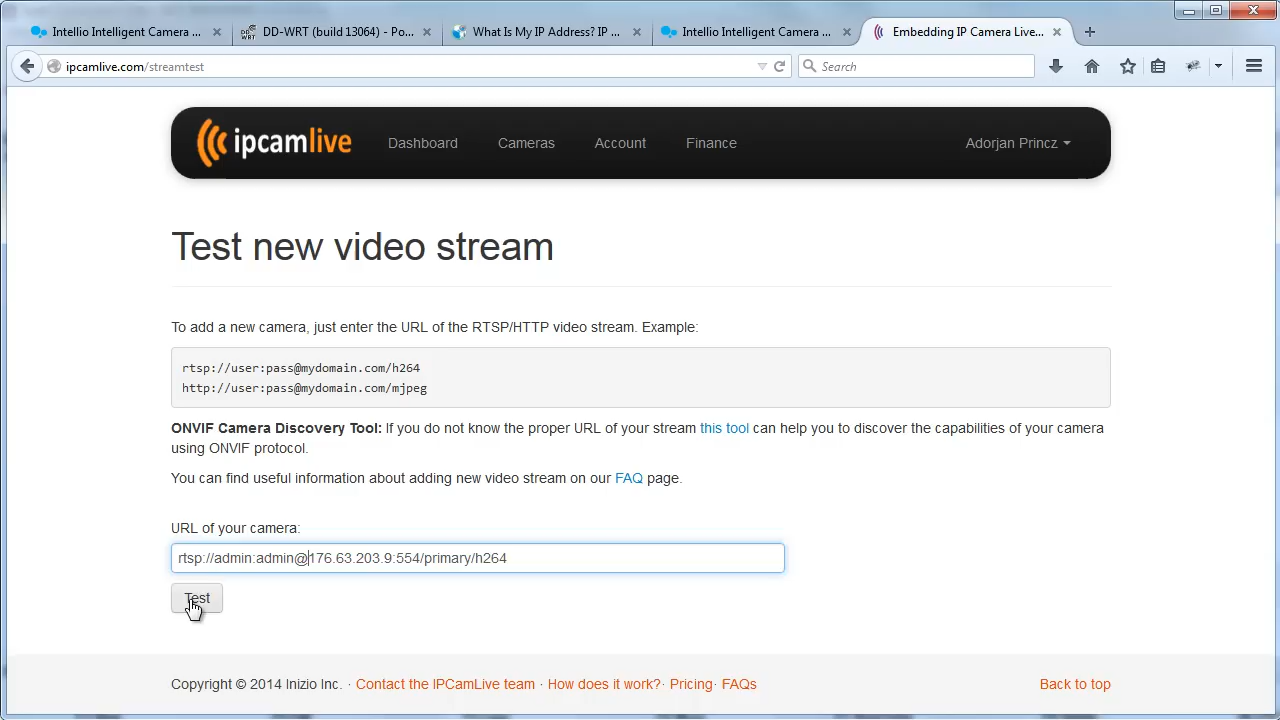 Intellio Intelligent Camera ...
DD-WRT (build 13064) - Po...
What Is My IP Address? IP ...
Intellio Intelligent Camera ...
Embedding IP Camera Live...
ipcamlive.com/streamtest
Search
ipcamlive
Dashboard
Cameras
Account
Finance
Adorjan Princz
Test new video stream
To add a new camera, just enter the URL of the RTSP/HTTP video stream. Example:
rtsp://user:pass@mydomain.com/h264
http://user:pass@mydomain.com/mjpeg
ONVIF Camera Discovery Tool: If you do not know the proper URL of your stream this tool can help you to discover the capabilities of your camera
using ONVIF protocol.
You can find useful information about adding new video stream on our FAQ page.
URL of your camera:
rtsp://admin:admin@176.63.203.9:554/primary/h264
Test
Copyright © 2014 Inizio Inc. · Contact the IPCamLive team · How does it work?· Pricing· FAQs
Back to top